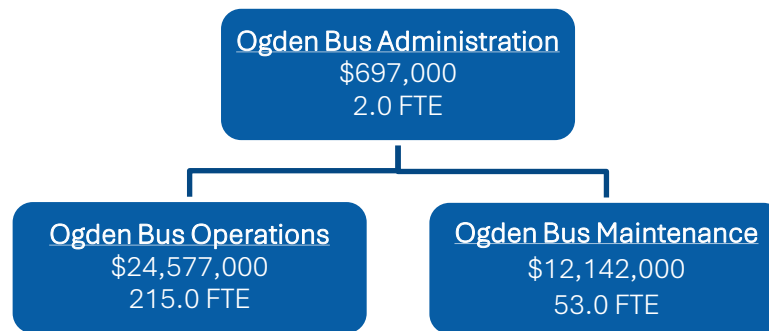 Ogden Bus Administration
$697,000
2.0 FTE
Ogden Bus Operations
$24,577,000
215.0 FTE
Ogden Bus Maintenance
$12,142,000
53.0 FTE